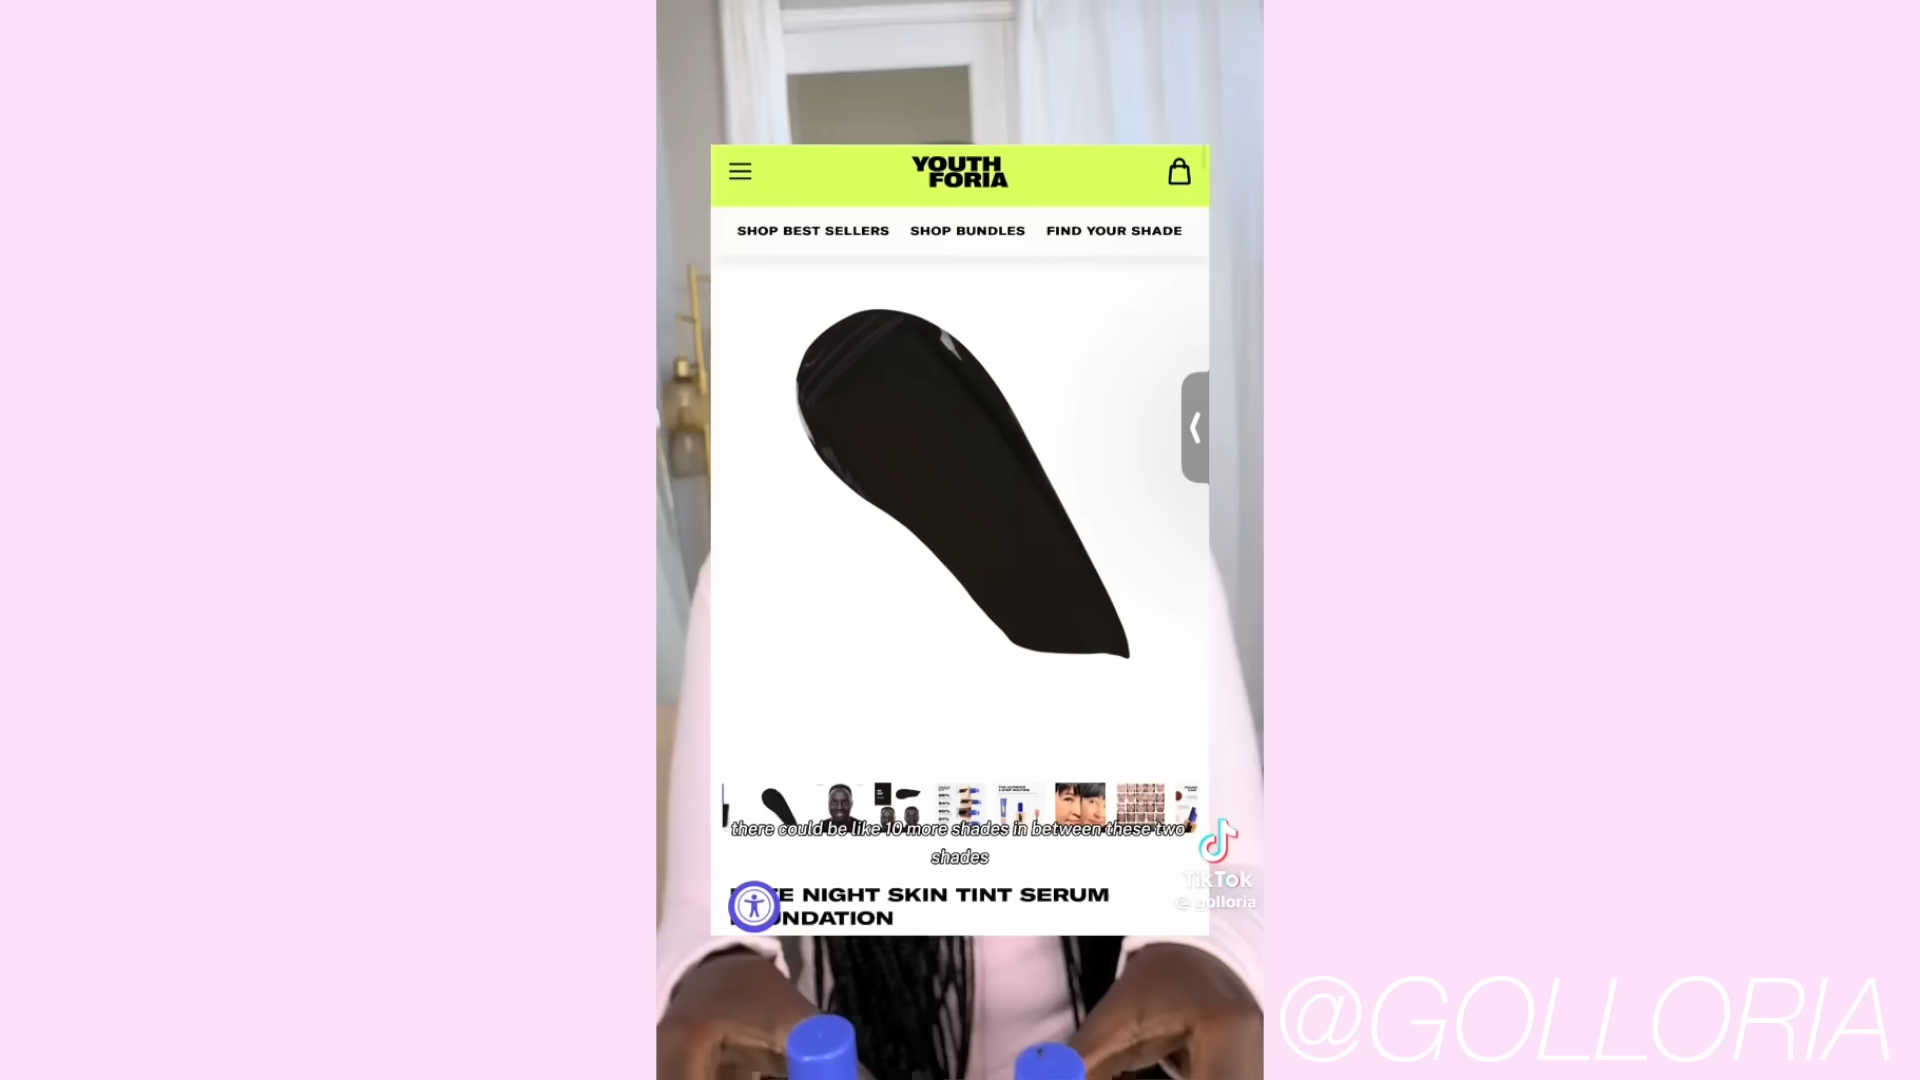 YOUTH
FORIA
SHOP BEST SELLERS SHOP BUNDLES FIND YOUR SHADE
there could be like 10 more shades in between these two
shades
NIGHT SKIN TINT SERUM
TikTok
@golloria
@GOLLORIA